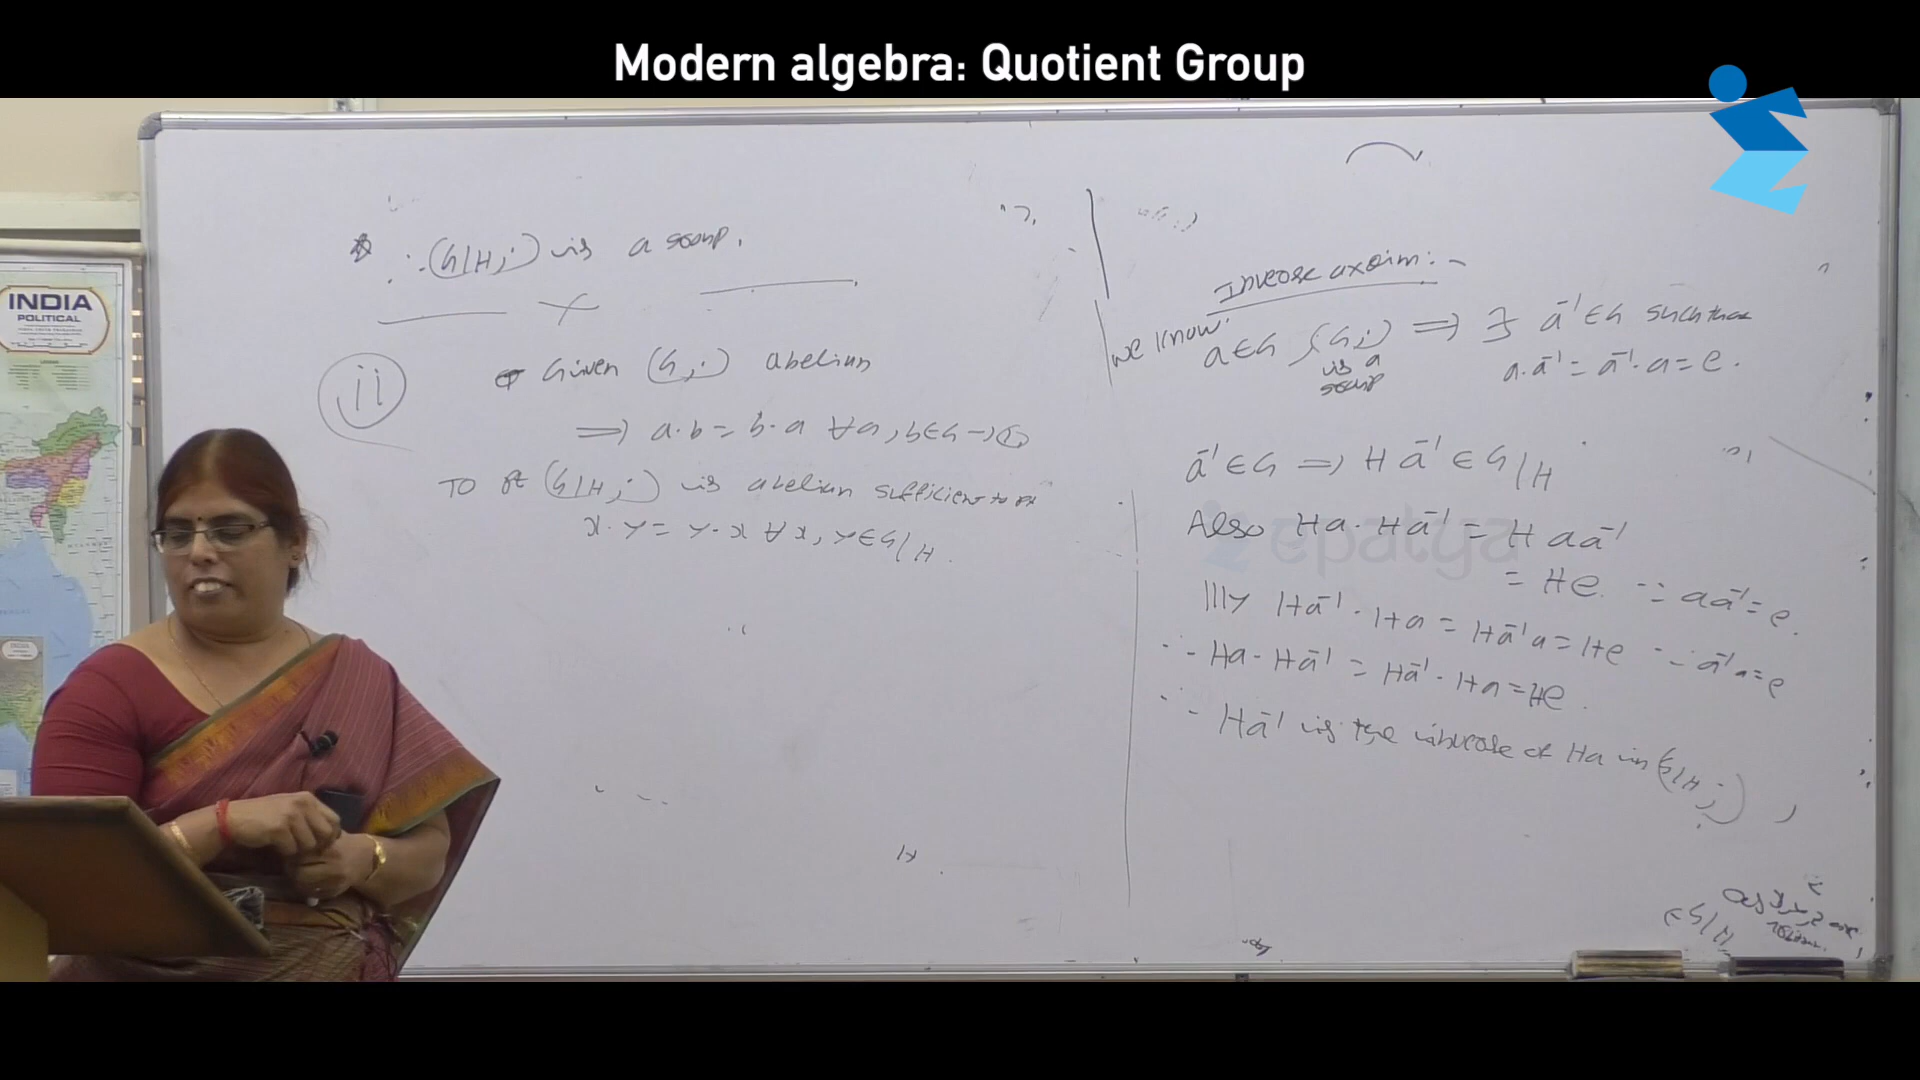 Modern algebra: Quotient Group
INDIA
POLITICAL
∴ (G/H, ·) is a group.
ii
Given (G, ·) abelian
⇒ a·b = b·a ∀ a, b ∈ G → ①
To pt (G/H, ·) is abelian sufficient to pt
x·y = y·x ∀ x, y ∈ G/H.
Inverse axoim:-
We know:
a ∈ G, (G, ·) ⇒ ∃ a⁻¹ ∈ G such that
is a
group
a·a⁻¹ = a⁻¹·a = e.
a⁻¹ ∈ G ⇒ Ha⁻¹ ∈ G/H
Also Ha·Ha⁻¹ = Haa⁻¹
= He. ∵ aa⁻¹ = e.
|||ly Ha⁻¹·Ha = Ha⁻¹a = He ∵ a⁻¹a = e
∴ Ha·Ha⁻¹ = Ha⁻¹·Ha = He.
∴ Ha⁻¹ is the inverse of Ha in (G/H, ·)
epatya
∈ G/H